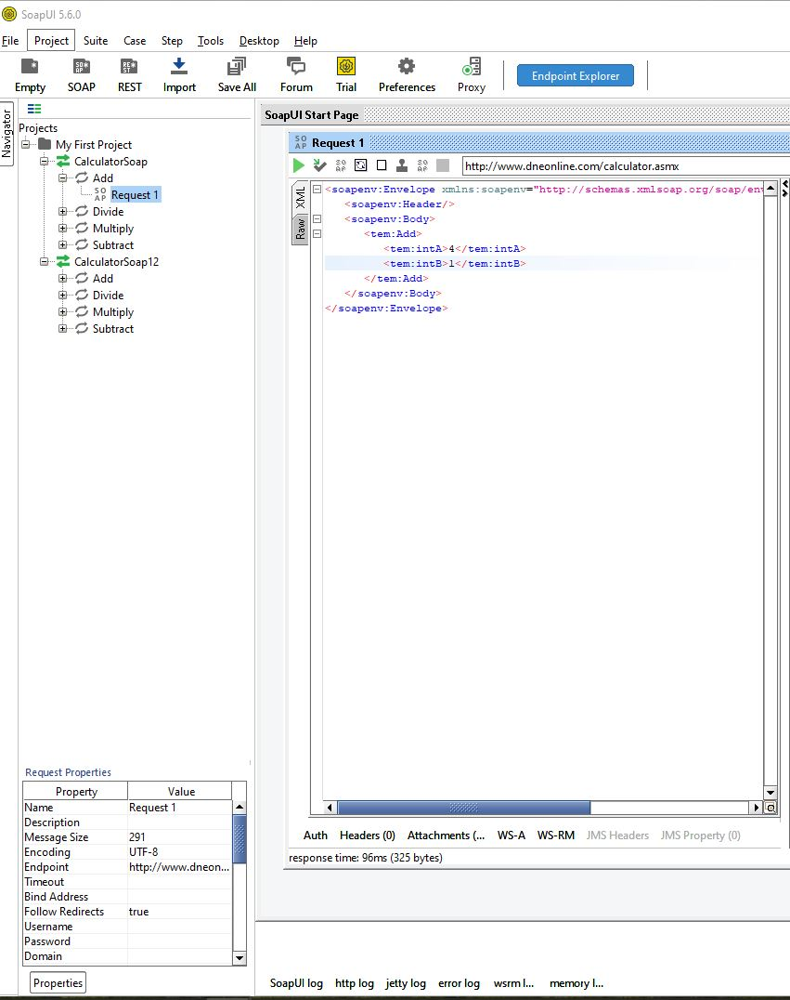 SoapUI 5.6.0
File Project Suite Case Step Tools Desktop Help
Empty SOAP REST Import Save All Forum Trial Preferences Proxy Endpoint Explorer
Navigator
Projects
My First Project
CalculatorSoap
Add
SO AP Request 1
Divide
Multiply
Subtract
CalculatorSoap12
Add
Divide
Multiply
Subtract
SoapUI Start Page
SO AP Request 1
http://www.dneonline.com/calculator.asmx
XML
Raw
<soapenv:Envelope xmlns:soapenv="http://schemas.xmlsoap.org/soap/env
<soapenv:Header/>
<soapenv:Body>
<tem:Add>
<tem:intA>4</tem:intA>
<tem:intB>1</tem:intB>
</tem:Add>
</soapenv:Body>
</soapenv:Envelope>
Request Properties
Property Value
Name Request 1
Description
Message Size 291
Encoding UTF-8
Endpoint http://www.dneon...
Timeout
Bind Address
Follow Redirects true
Username
Password
Domain
Properties
Auth Headers (0) Attachments (... WS-A WS-RM JMS Headers JMS Property (0)
response time: 96ms (325 bytes)
SoapUI log http log jetty log error log wsrm l... memory l...